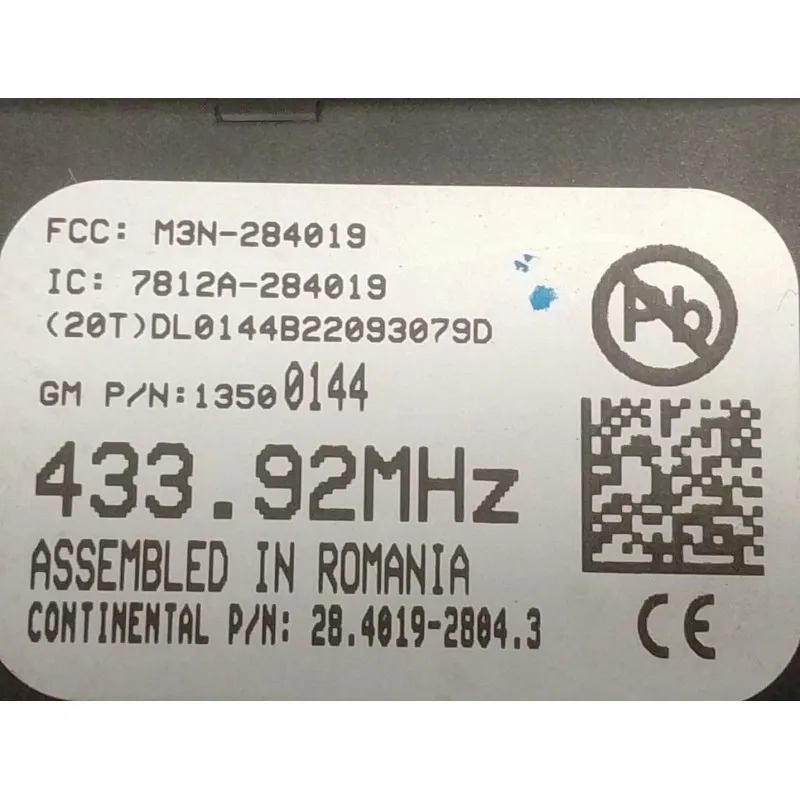 FCC: M3N-284019
IC: 7812A-284019
(20T)DL0144B22093079D
GM P/N:13500144
Pb
433.92MHz
ASSEMBLED IN ROMANIA
CONTINENTAL P/N: 28.4019-2804.3
CE